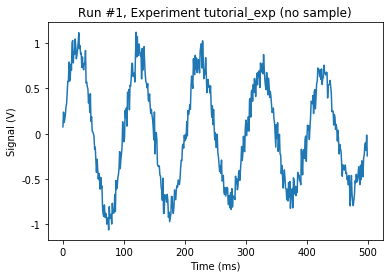 Run #1, Experiment tutorial_exp (no sample)
1
0.5
0
-0.5
-1
Signal (V)
0 100 200 300 400 500
Time (ms)